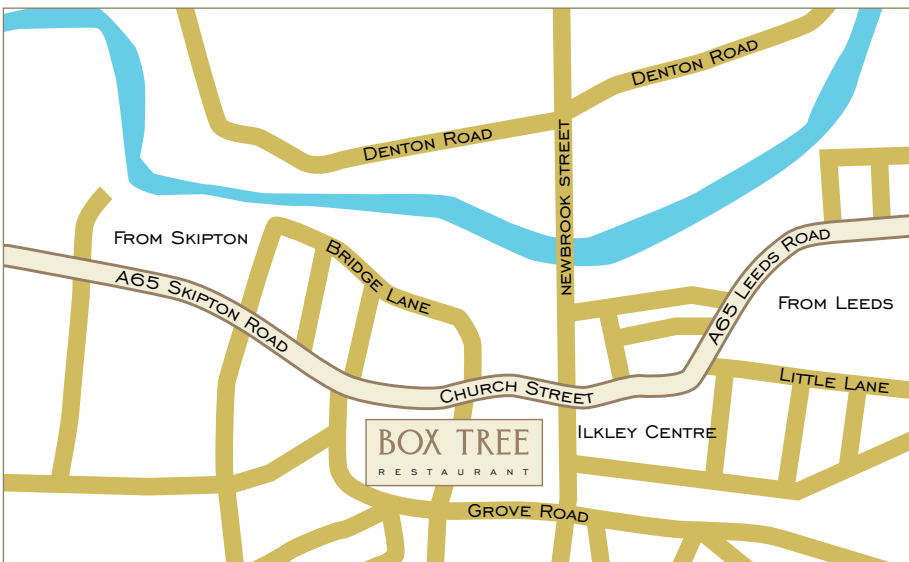 DENTON ROAD
DENTON ROAD
NEWBROOK STREET
FROM SKIPTON
BRIDGE LANE
A65 LEEDS ROAD
A65 SKIPTON ROAD
FROM LEEDS
LITTLE LANE
CHURCH STREET
ILKLEY CENTRE
BOX TREE
RESTAURANT
GROVE ROAD